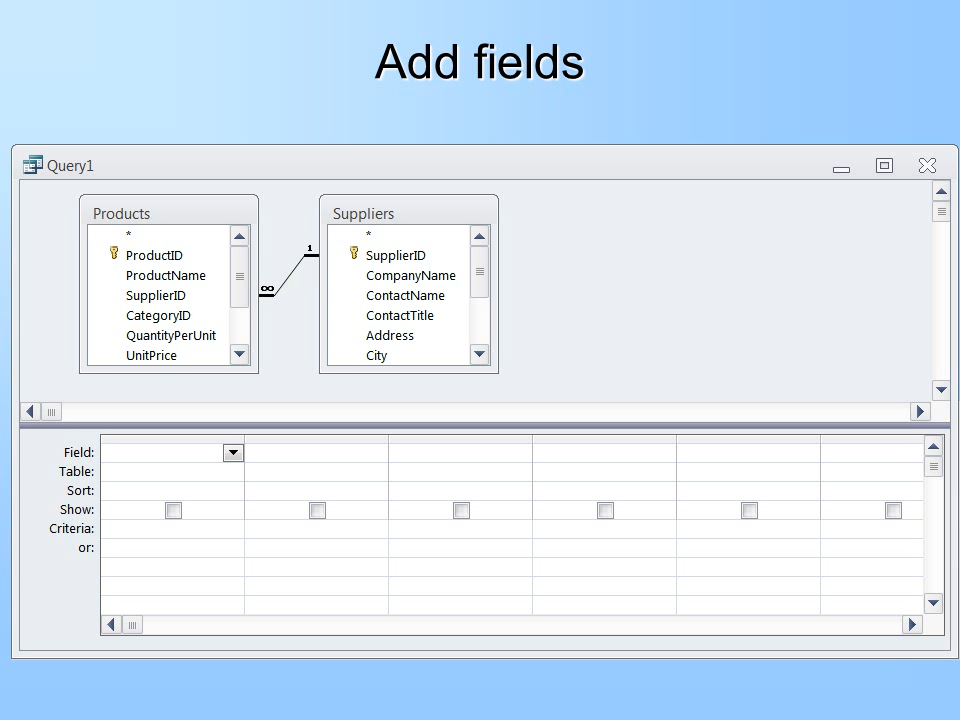 Add fields
Query1
Products
*
ProductID
ProductName
SupplierID
CategoryID
QuantityPerUnit
UnitPrice
∞
1
Suppliers
*
SupplierID
CompanyName
ContactName
ContactTitle
Address
City
Field:
Table:
Sort:
Show:
Criteria:
or: